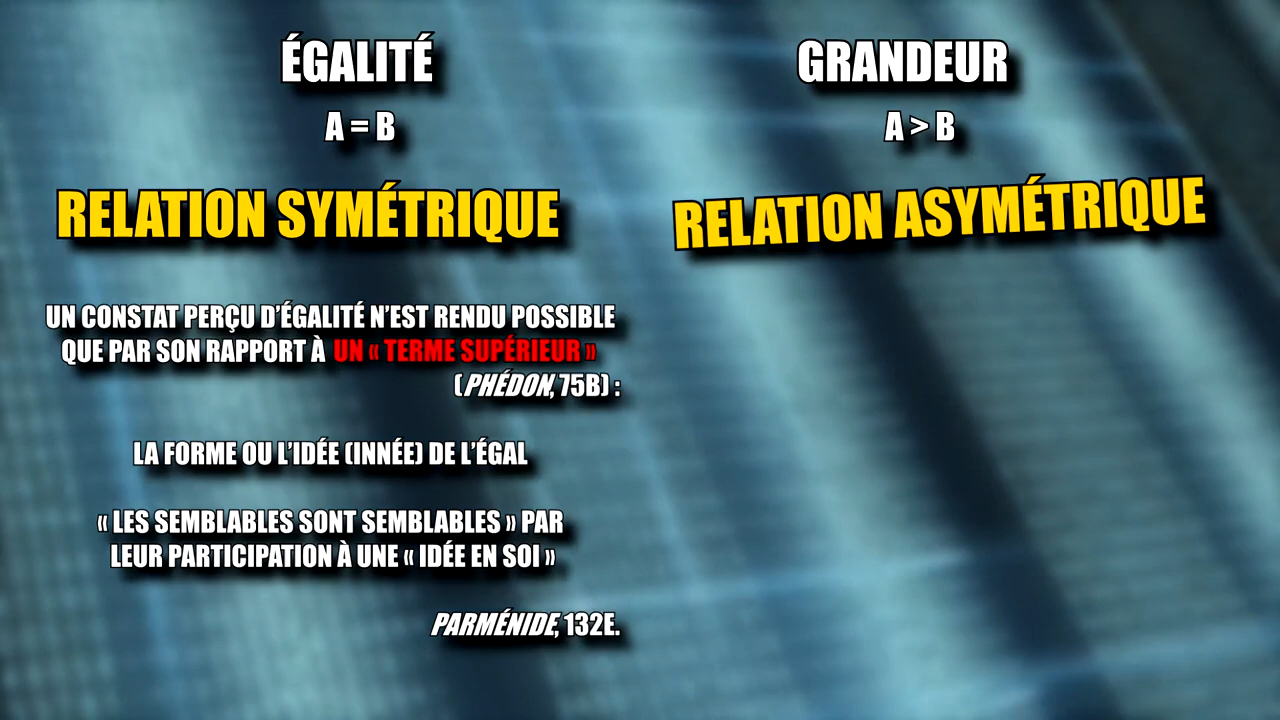 ÉGALITÉ
A = B
RELATION SYMÉTRIQUE
UN CONSTAT PERÇU D'ÉGALITÉ N'EST RENDU POSSIBLE
QUE PAR SON RAPPORT À UN « TERME SUPÉRIEUR »
(PHÉDON, 75B) :
LA FORME OU L'IDÉE (INNÉE) DE L'ÉGAL
« LES SEMBLABLES SONT SEMBLABLES » PAR
LEUR PARTICIPATION À UNE « IDÉE EN SOI »
PARMÉNIDE, 132E.
GRANDEUR
A > B
RELATION ASYMÉTRIQUE